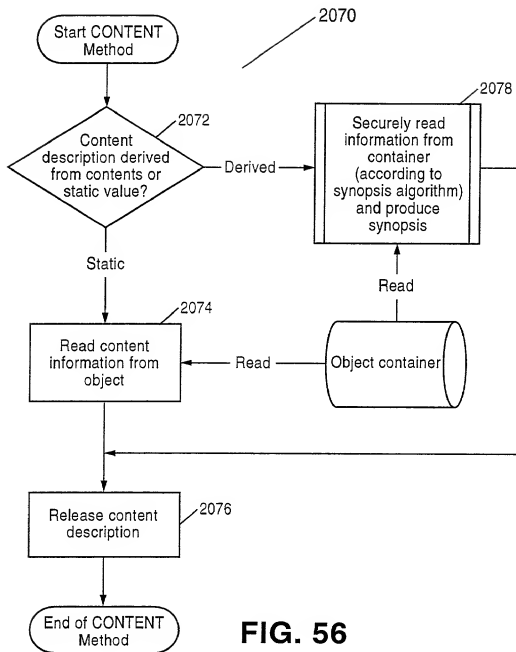 Start CONTENT
Method
2070
2072
Content
description derived
from contents or
static value?
Derived
2078
Securely read
information from
container
(according to
synopsis algorithm)
and produce
synopsis
Static
Read
2074
Read content
information from
object
Read
Object container
Release content
description
2076
End of CONTENT
Method
FIG. 56